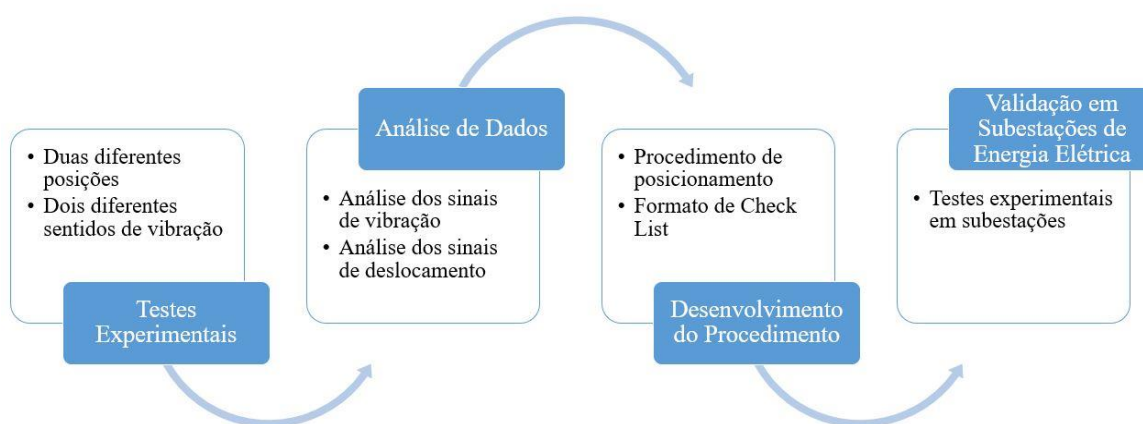 • Duas diferentes
posições
• Dois diferentes
sentidos de vibração
Testes
Experimentais
Análise de Dados
• Análise dos sinais
de vibração
• Análise dos sinais
de deslocamento
• Procedimento de
posicionamento
• Formato de Check
List
Desenvolvimento
do Procedimento
Validação em
Subestações de
Energia Elétrica
• Testes experimentais
em subestações